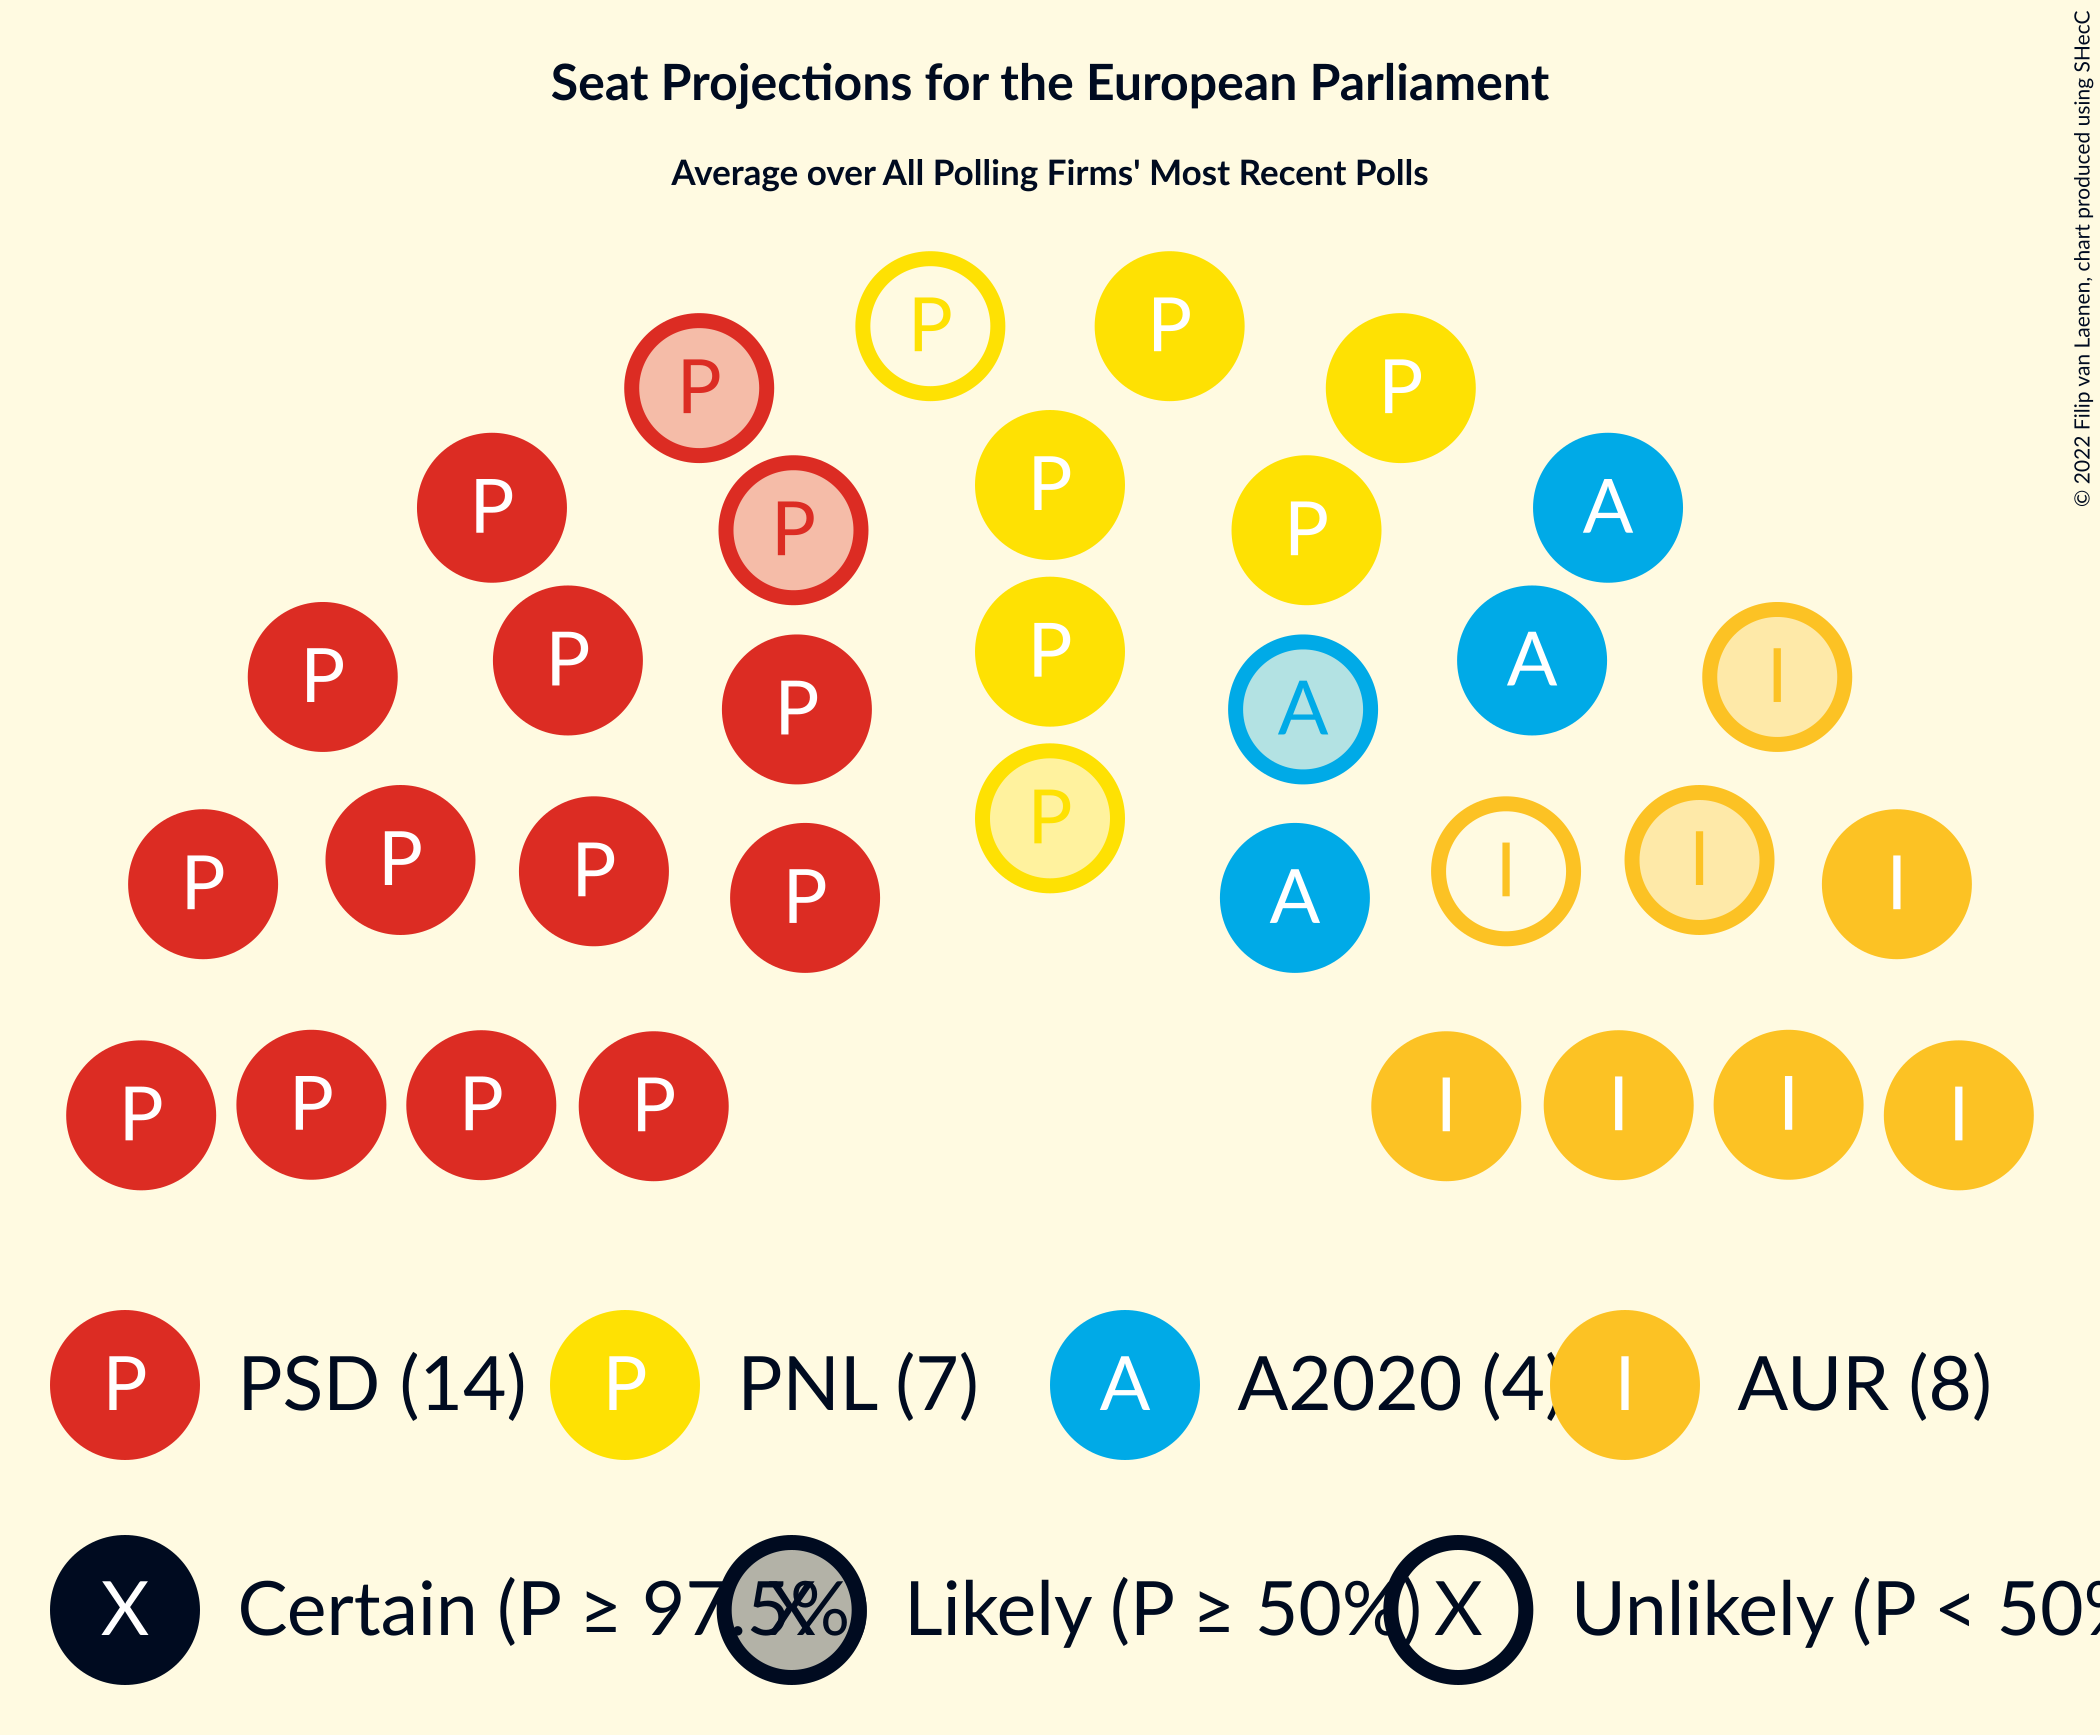 Seat Projections for the European Parliament
Average over All Polling Firms' Most Recent Polls
© 2022 Filip van Laenen, chart produced using SHecC
P P
P P
P
P P A
P P
P P P A
P P I
P A
P P P P I I I
P A
P P P P I I I I
P PSD (14) P PNL (7) A A2020 (4) I AUR (8)
X Certain (P ≥ 97.5% X Likely (P ≥ 50%) X Unlikely (P < 50%